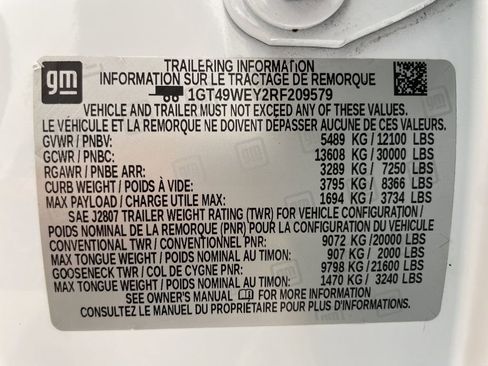 gm
TRAILERING INFORMATION
INFORMATION SUR LE TRACTAGE DE REMORQUE
1GT49WEY2RF209579
VEHICLE AND TRAILER MUST NOT EXCEED ANY OF THESE VALUES.
LE VÉHICULE ET LA REMORQUE NE DOIVENT DÉPASSER AUCUNE DE CES VALEURS.
GVWR / PNBV: 5489 KG / 12100 LBS
GCWR / PNBC: 13608 KG / 30000 LBS
RGAWR / PNBE ARR: 3289 KG / 7250 LBS
CURB WEIGHT / POIDS À VIDE: 3795 KG / 8366 LBS
MAX PAYLOAD / CHARGE UTILE MAX: 1694 KG / 3734 LBS
SAE J2807 TRAILER WEIGHT RATING (TWR) FOR VEHICLE CONFIGURATION /
POIDS NOMINAL DE LA REMORQUE (PNR) POUR LA CONFIGURATION DU VÉHICULE
CONVENTIONAL TWR / CONVENTIONNEL PNR: 9072 KG /20000 LBS
MAX TONGUE WEIGHT / POIDS NOMINAL AU TIMON: 907 KG / 2000 LBS
GOOSENECK TWR / COL DE CYGNE PNR: 9798 KG /21600 LBS
MAX TONGUE WEIGHT / POIDS NOMINAL AU TIMON: 1470 KG / 3240 LBS
SEE OWNER'S MANUAL FOR MORE INFORMATION
CONSULTEZ LE MANUEL DU PROPRIÉTAIRE POUR PLUS D'INFORMATIONS.